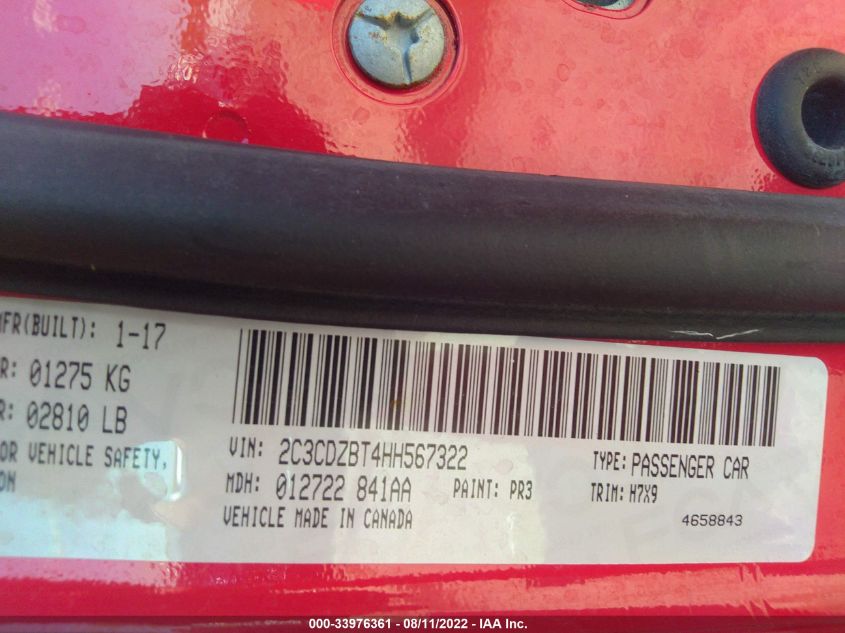 MFR(BUILT): 1-17
R: 01275 KG
R: 02810 LB
OR VEHICLE SAFETY,
ON
VIN: 2C3CDZBT4HH567322
TYPE: PASSENGER CAR
MDH: 012722 841AA
PAINT: PR3
TRIM: H7X9
VEHICLE MADE IN CANADA
4658843
000-33976361 - 08/11/2022 - IAA Inc.